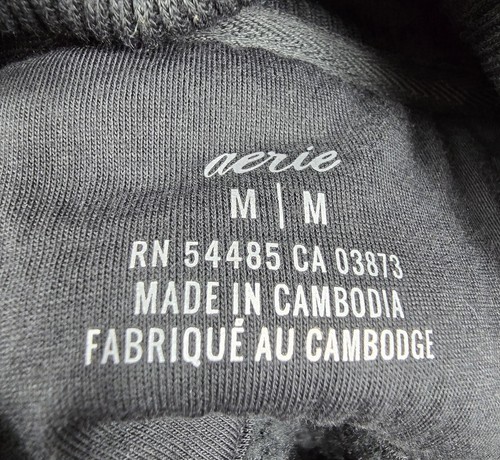 aerie
M | M
RN 54485 CA 03873
MADE IN CAMBODIA
FABRIQUÉ AU CAMBODGE